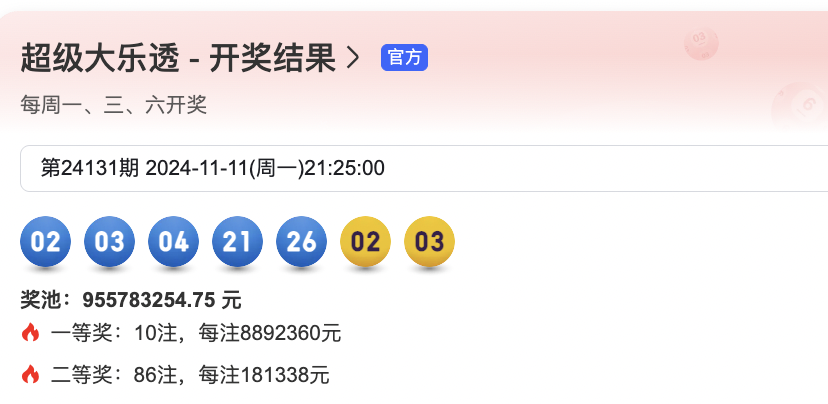 超级大乐透 - 开奖结果 官方
每周一、三、六开奖
第24131期 2024-11-11(周一)21:25:00
02 03 04 21 26 02 03
奖池：955783254.75 元
一等奖：10注，每注8892360元
二等奖：86注，每注181338元